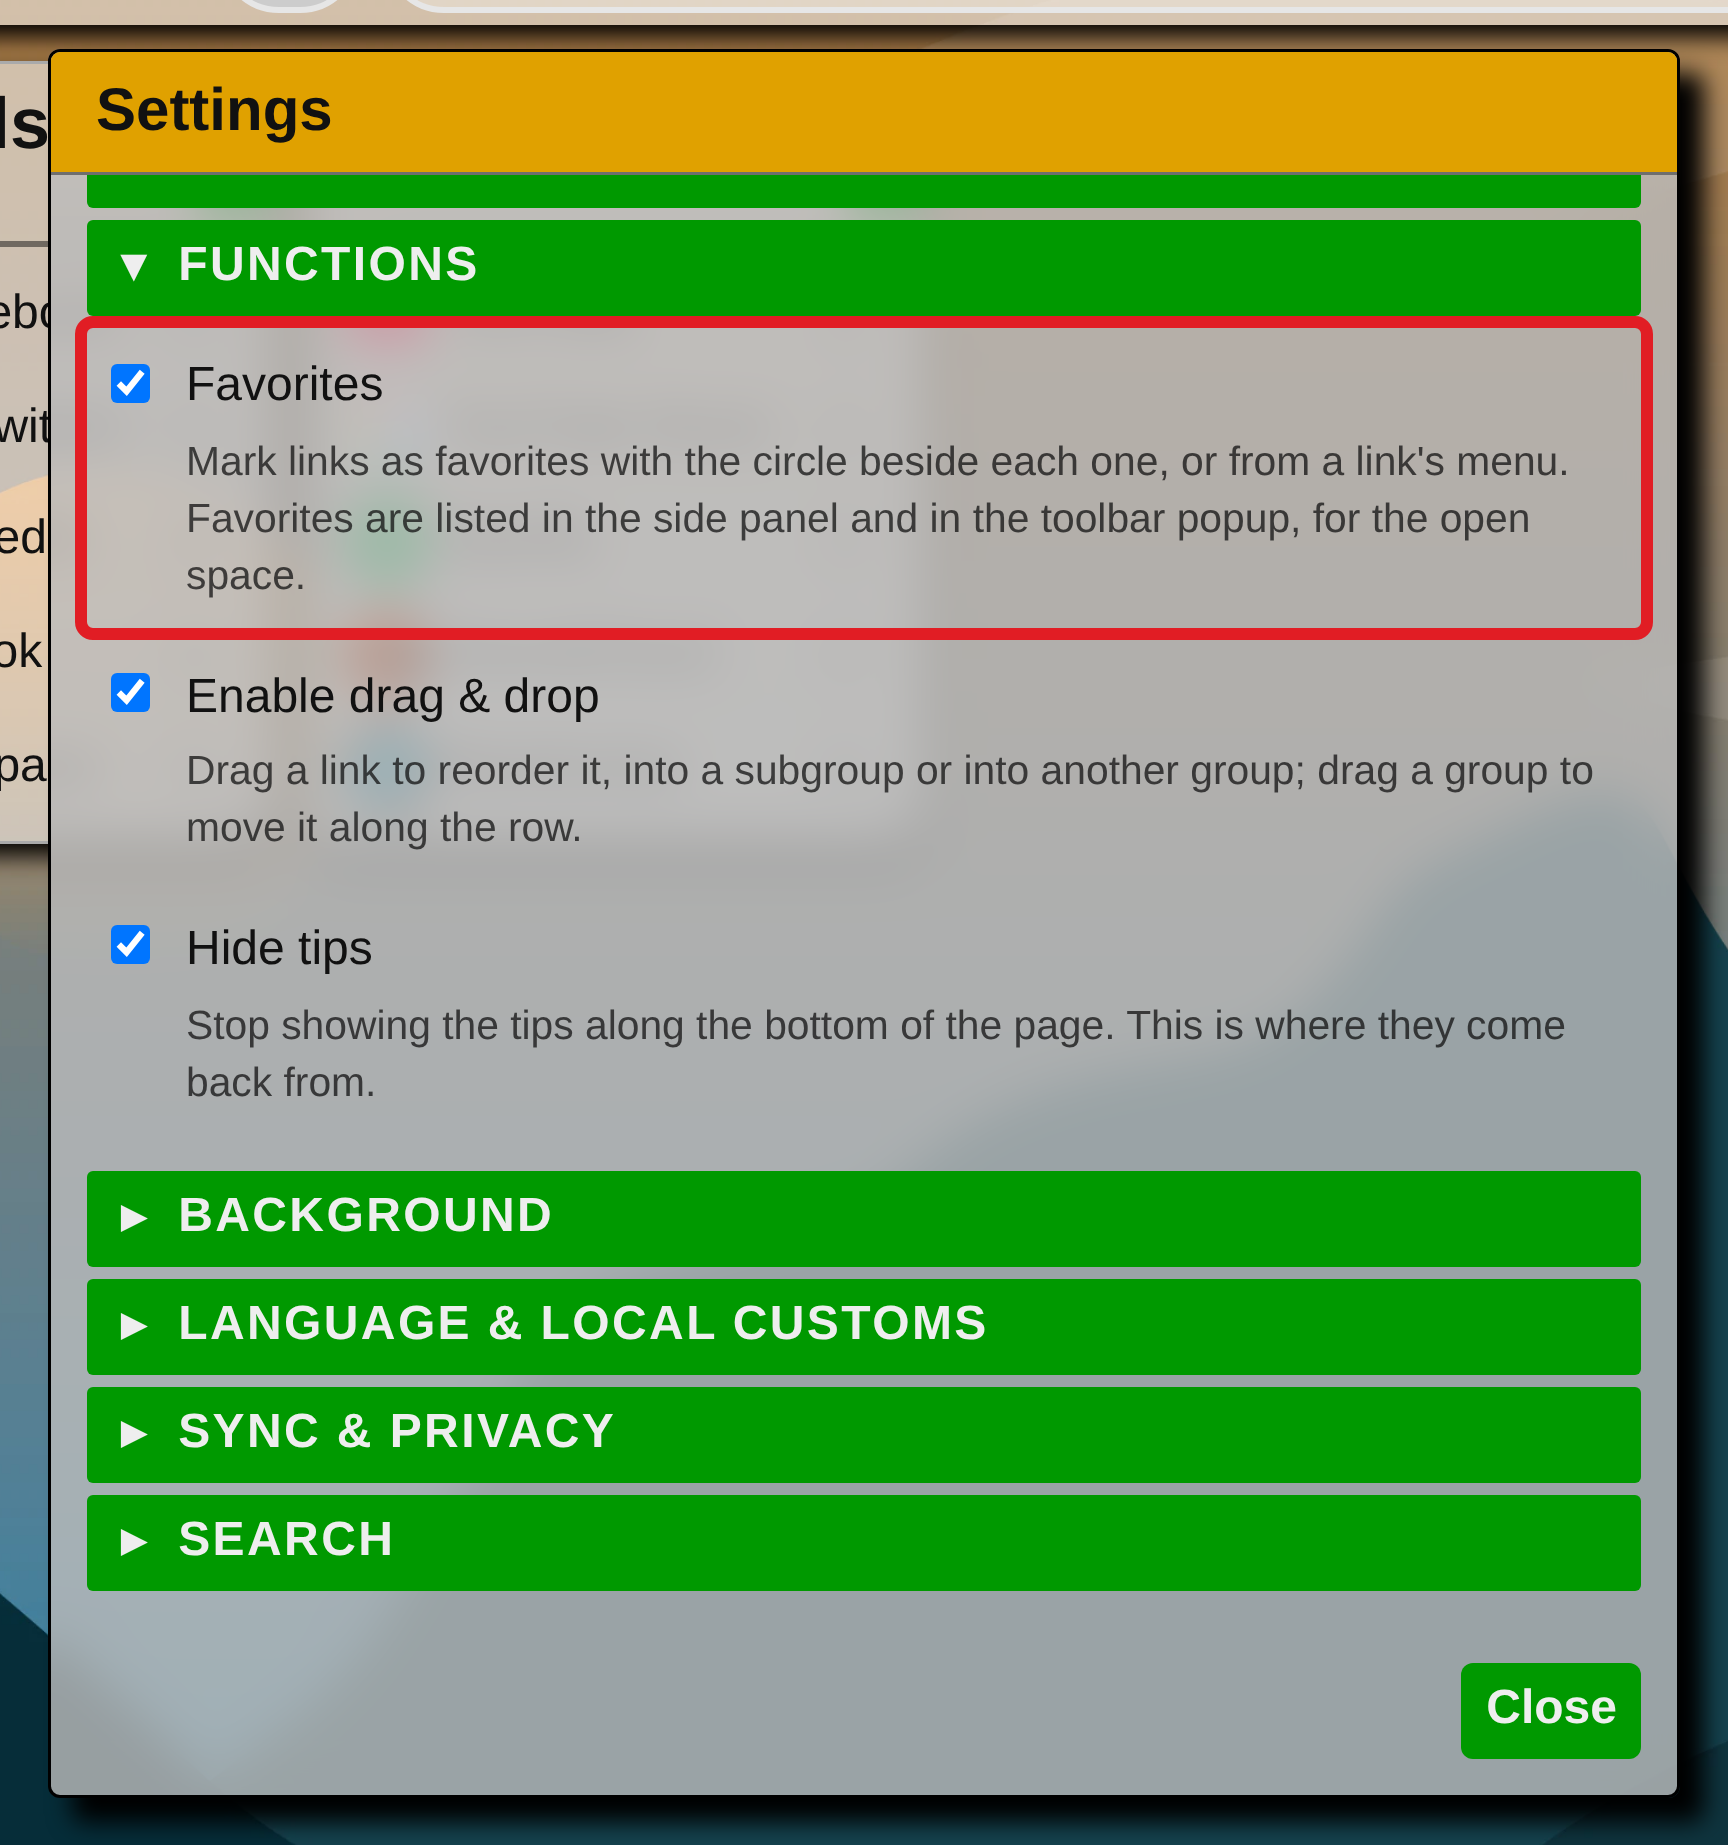 Settings
▼ FUNCTIONS
Favorites
Mark links as favorites with the circle beside each one, or from a link's menu.
Favorites are listed in the side panel and in the toolbar popup, for the open
space.
Enable drag & drop
Drag a link to reorder it, into a subgroup or into another group; drag a group to
move it along the row.
Hide tips
Stop showing the tips along the bottom of the page. This is where they come
back from.
► BACKGROUND
► LANGUAGE & LOCAL CUSTOMS
► SYNC & PRIVACY
► SEARCH
Close